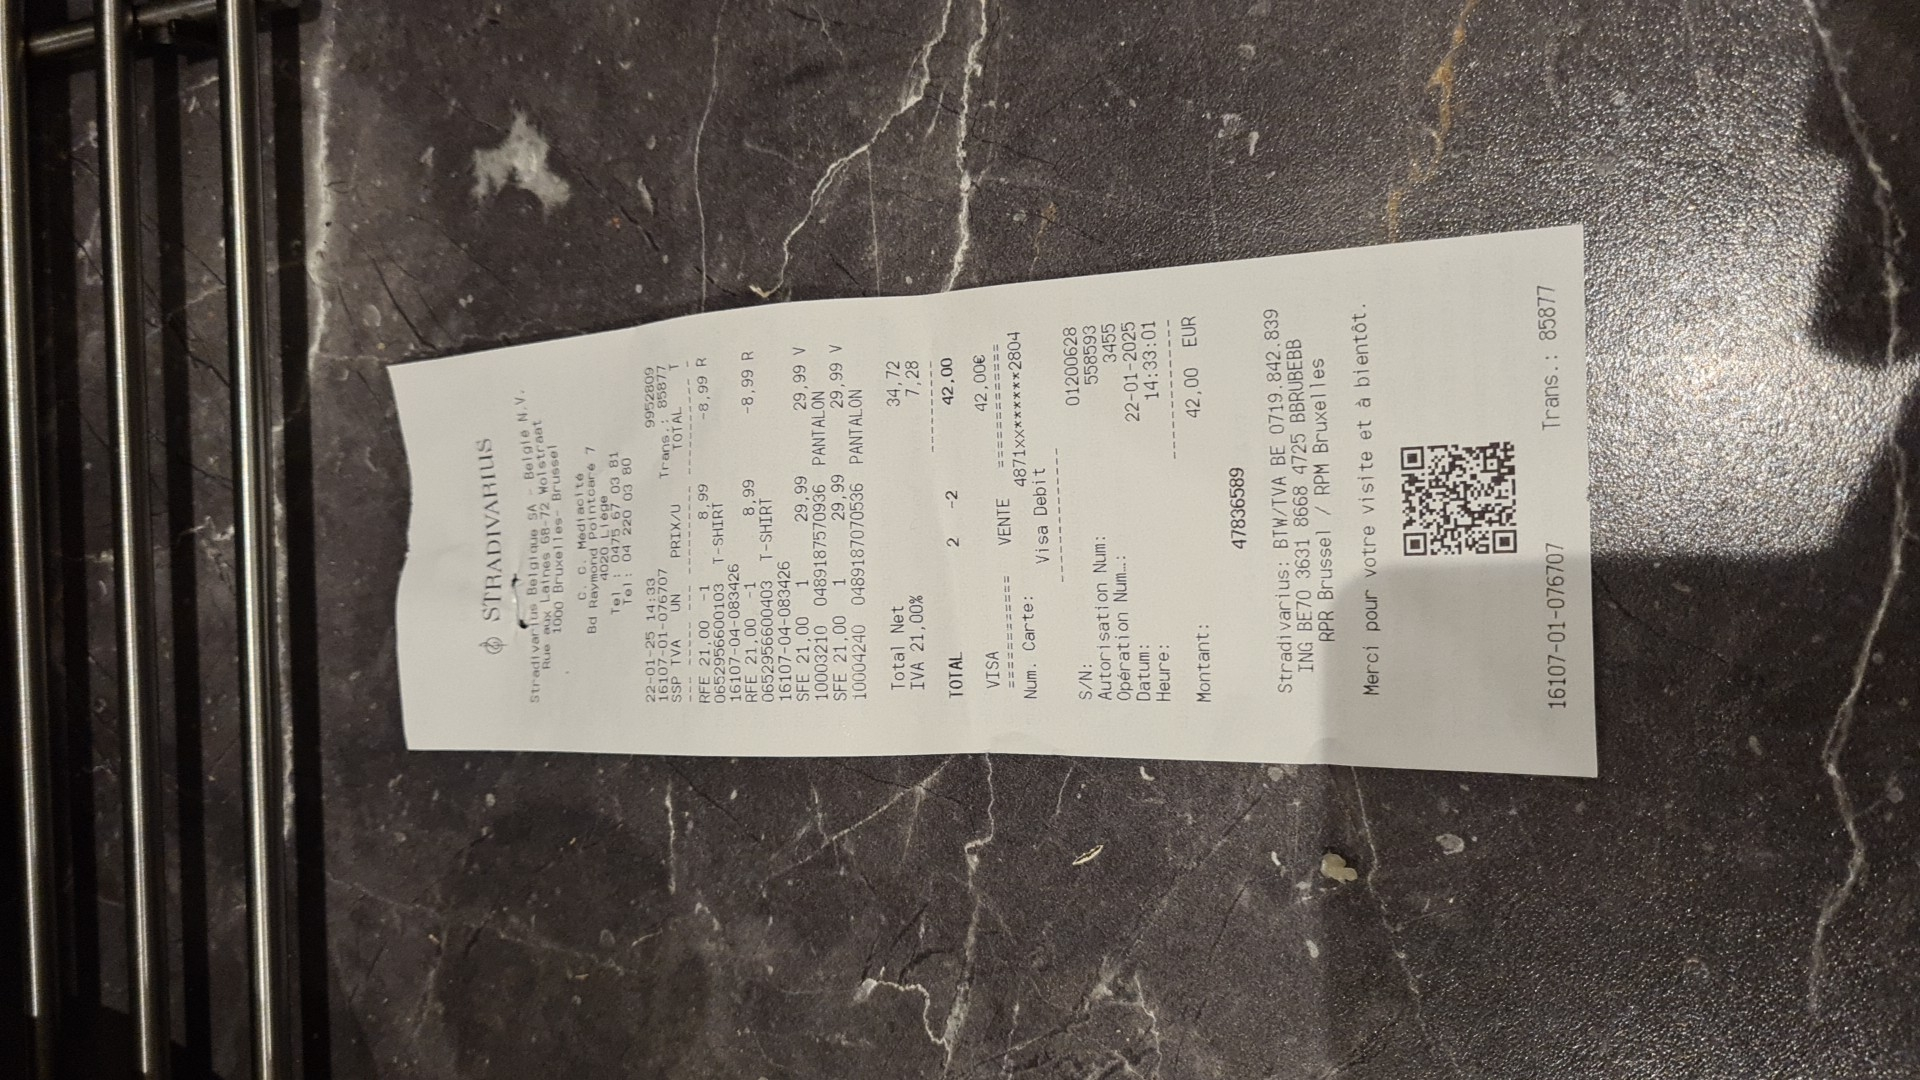 STRADIVARIUS
Stradivarius Belgique SA - Belgie N.V.
Rue aux Laines 68-72 Wolstraat
1000 Bruxelles- Brussel
C. C. Médiacité
Bd Raymond Pointcaré 7
4020 Liège
Tel : 0475 67 03 81
Tel : 04 220 03 80
22-01-25 14:33 9952809
16107-01-076707 Trans.: 85877
SSP TVA UN PRIX/U TOTAL T
--- --- ------ ---------- ---------- -
RFE 21,00 -1 8,99 -8,99 R
0652956600103 T-SHIRT
16107-04-083426
RFE 21,00 -1 8,99 -8,99 R
0652956600403 T-SHIRT
16107-04-083426
SFE 21,00 1 29,99 29,99 V
10003210 04891875570936 PANTALON
SFE 21,00 1 29,99 29,99 V
10004240 0489187070536 PANTALON
Total Net 34,72
IVA 21,00% 7,28
----------
TOTAL 2 -2 42,00
VISA 42,00€
=========== VENTE ===========
Num. Carte: 4871xx*********2804
Visa Debit
---------------
S/N: 01200628
Autorisation Num: 558593
Opération Num..: 3455
Datum: 22-01-2025
Heure: 14:33:01
---------------
Montant: 42,00 EUR
47836589
Stradivarius: BTW/TVA BE 0719.842.839
ING BE70 3631 8668 4725 BBRUBEBB
RPR Brussel / RPM Bruxelles
Merci pour votre visite et à bientôt.
16107-01-076707 Trans.: 85877